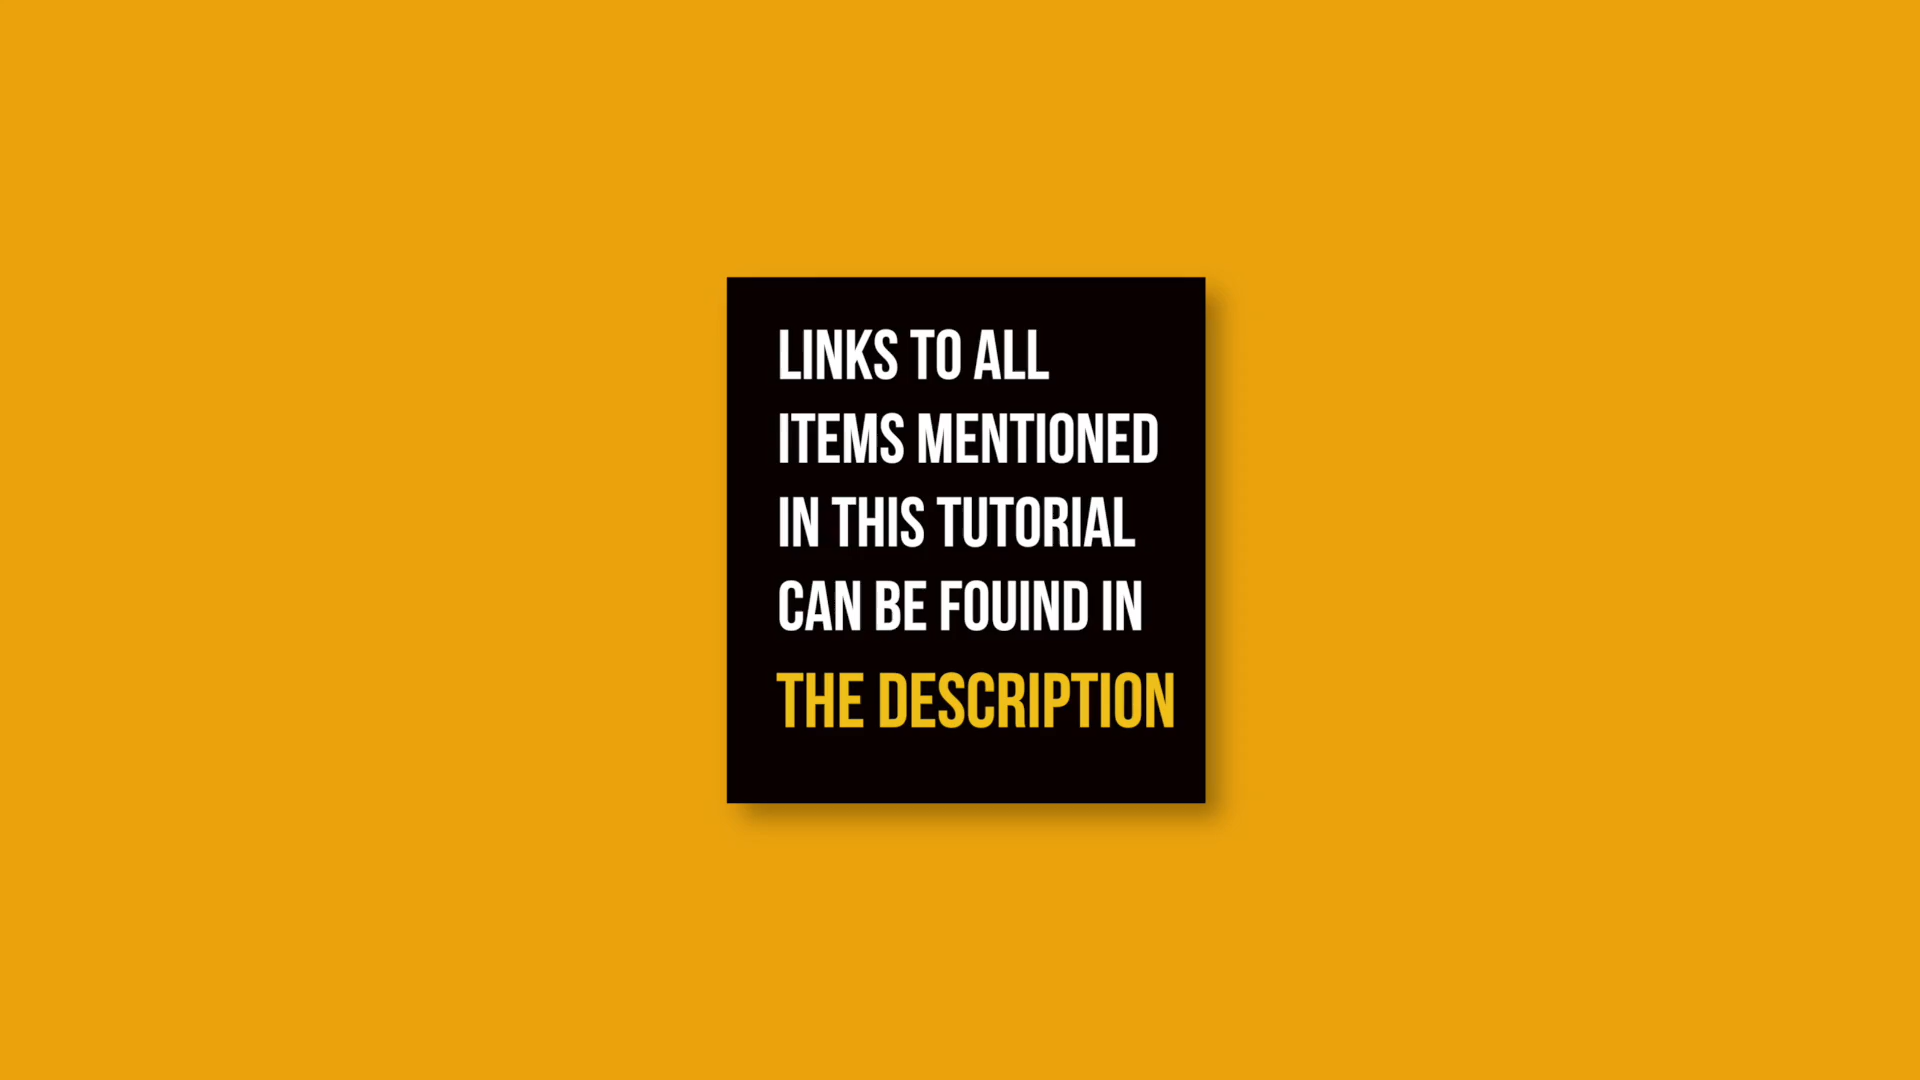 LINKS TO ALL
ITEMS MENTIONED
IN THIS TUTORIAL
CAN BE FOUIND IN
THE DESCRIPTION